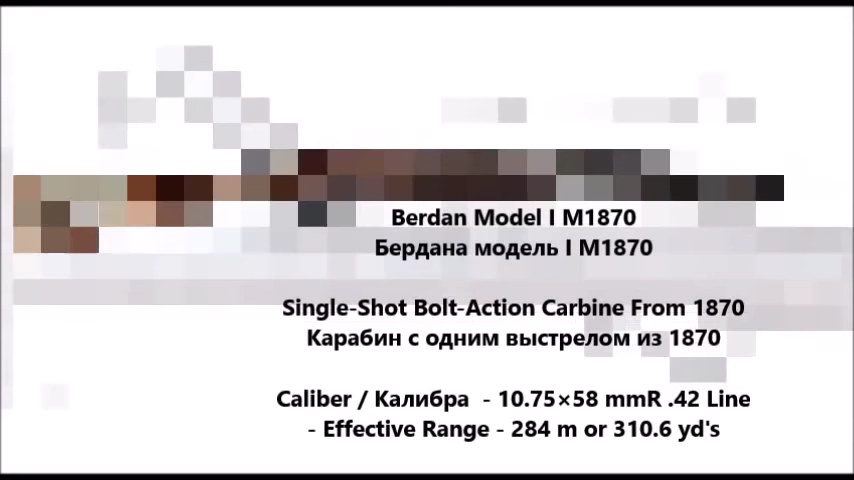 Berdan Model I M1870
Бердана модель I M1870
Single-Shot Bolt-Action Carbine From 1870
Карабин с одним выстрелом из 1870
Caliber / Калибра - 10.75×58 mmR .42 Line
- Effective Range - 284 m or 310.6 yd's